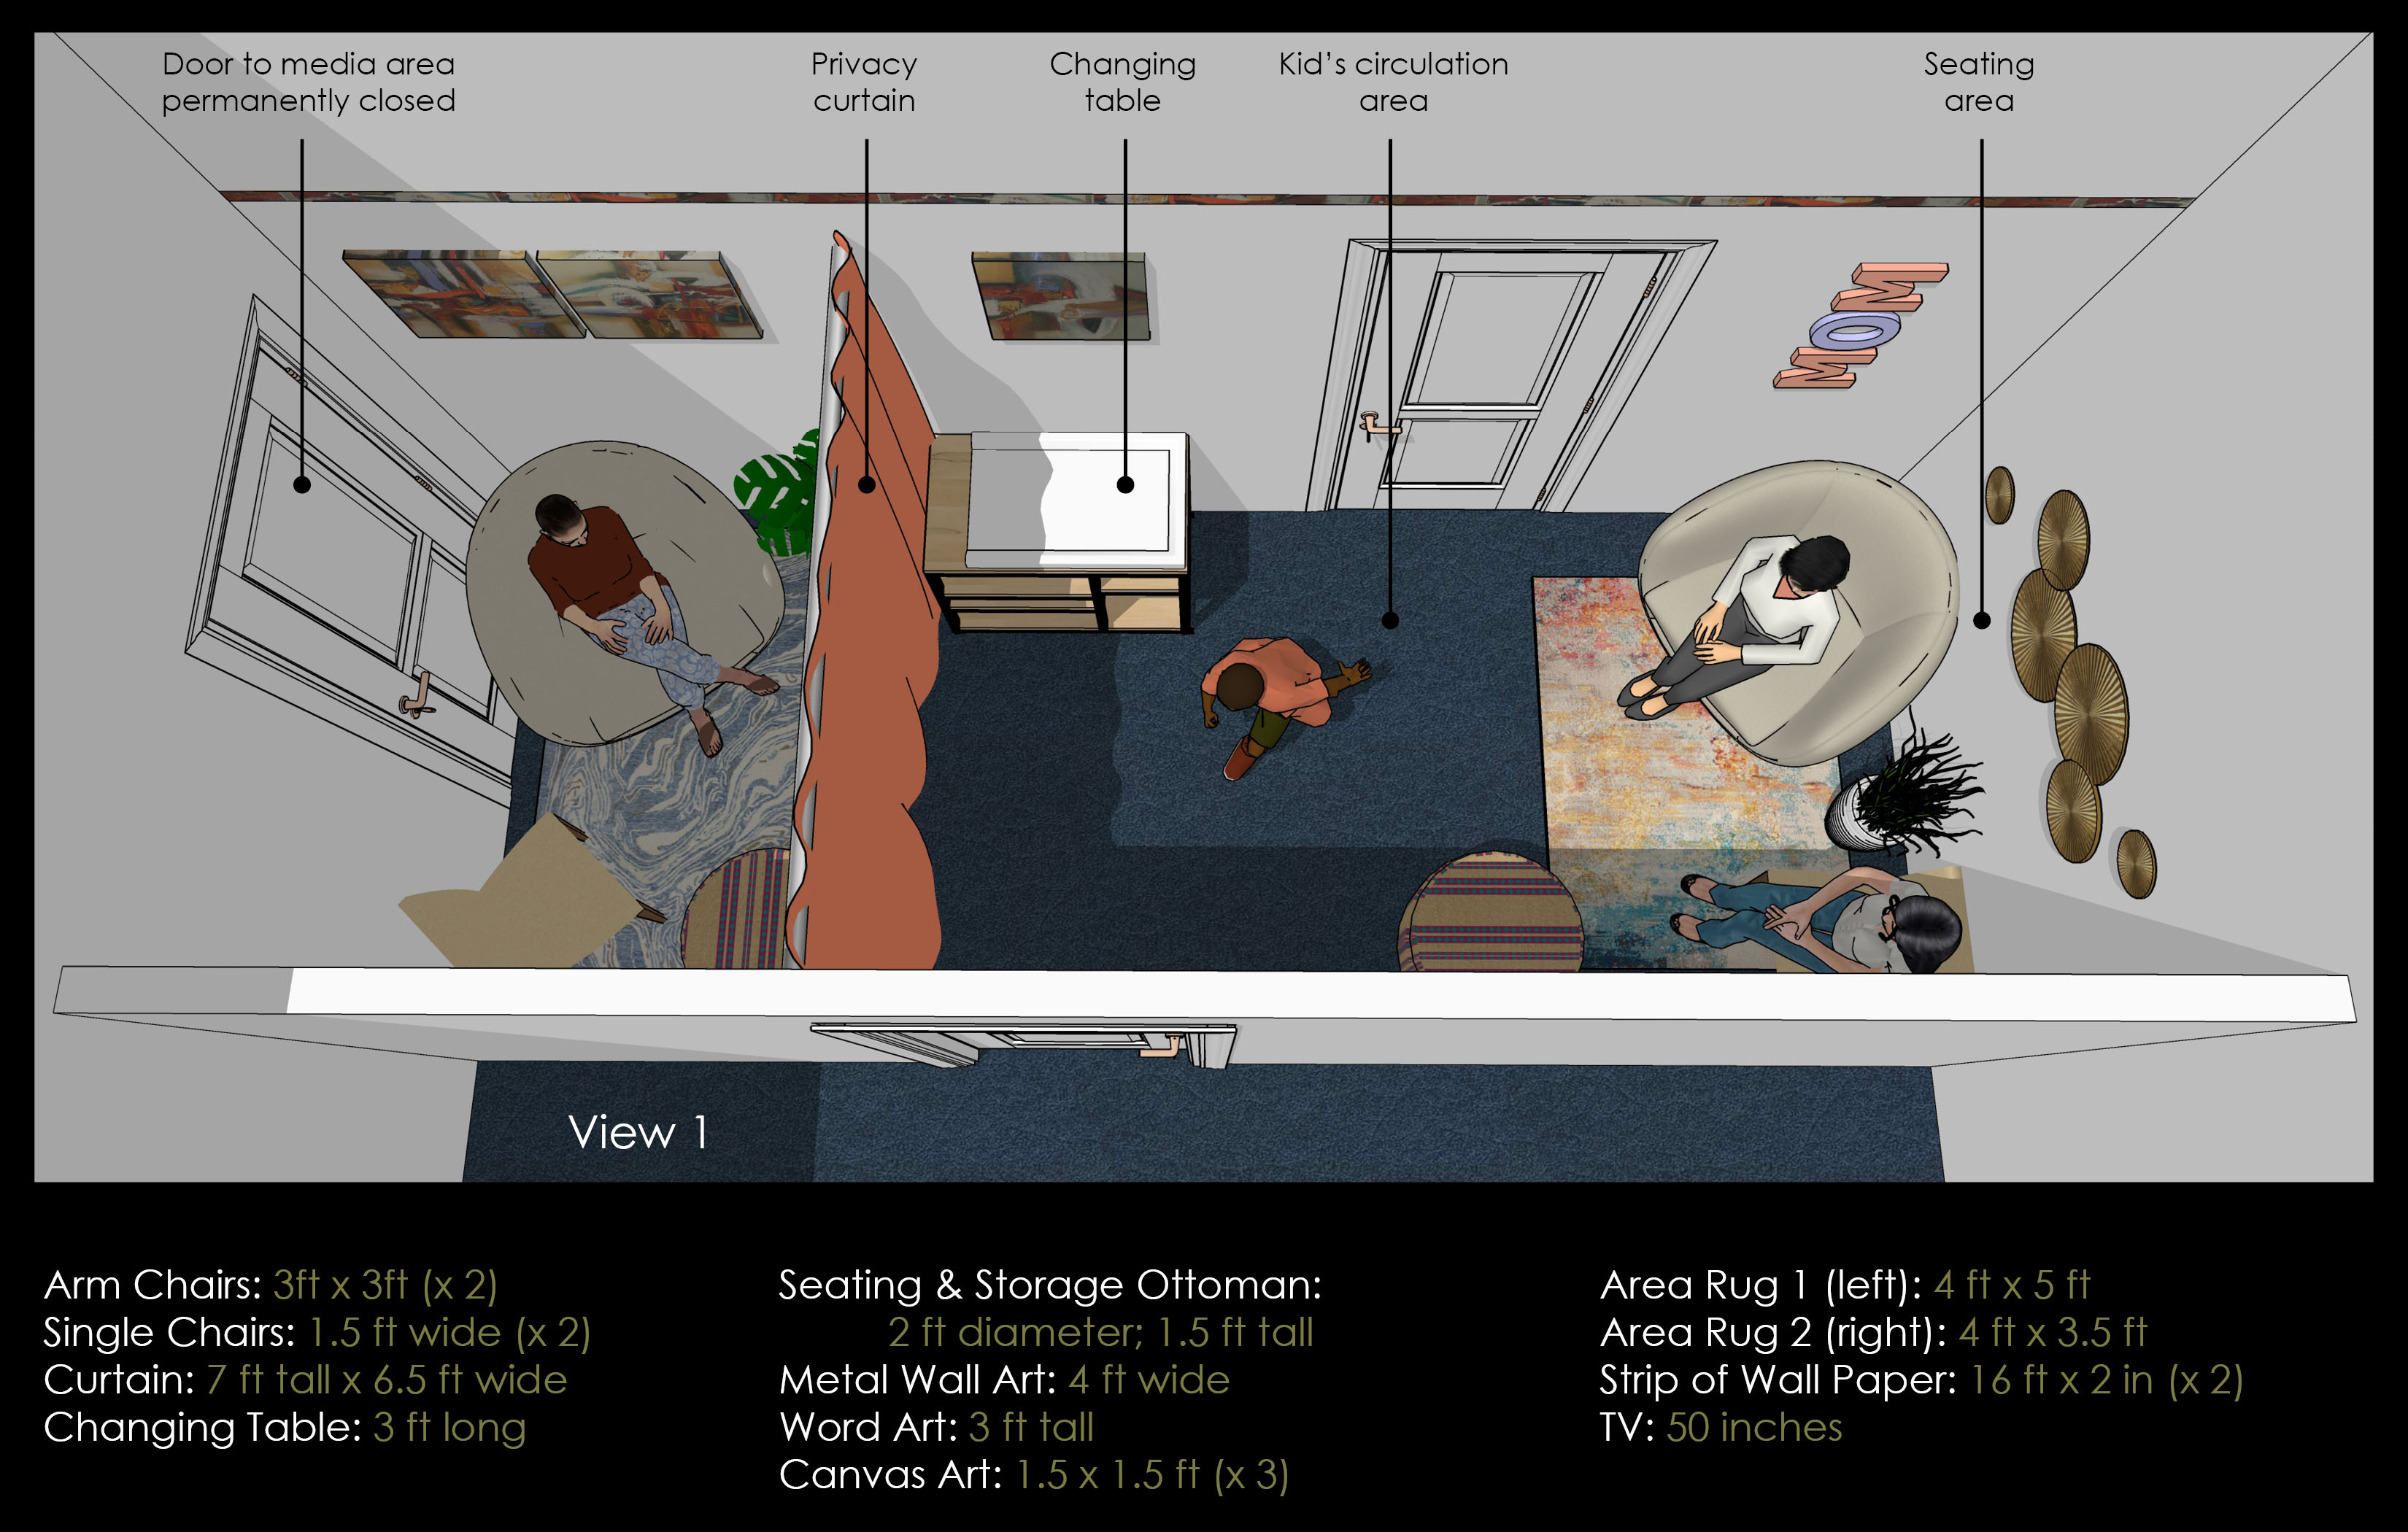 Door to media area
permanently closed
Privacy
curtain
Changing
table
Kid's circulation
area
Seating
area
MOM
View 1
Arm Chairs: 3ft x 3ft (x 2)
Single Chairs: 1.5 ft wide (x 2)
Curtain: 7 ft tall x 6.5 ft wide
Changing Table: 3 ft long
Seating & Storage Ottoman:
2 ft diameter; 1.5 ft tall
Metal Wall Art: 4 ft wide
Word Art: 3 ft tall
Canvas Art: 1.5 x 1.5 ft (x 3)
Area Rug 1 (left): 4 ft x 5 ft
Area Rug 2 (right): 4 ft x 3.5 ft
Strip of Wall Paper: 16 ft x 2 in (x 2)
TV: 50 inches